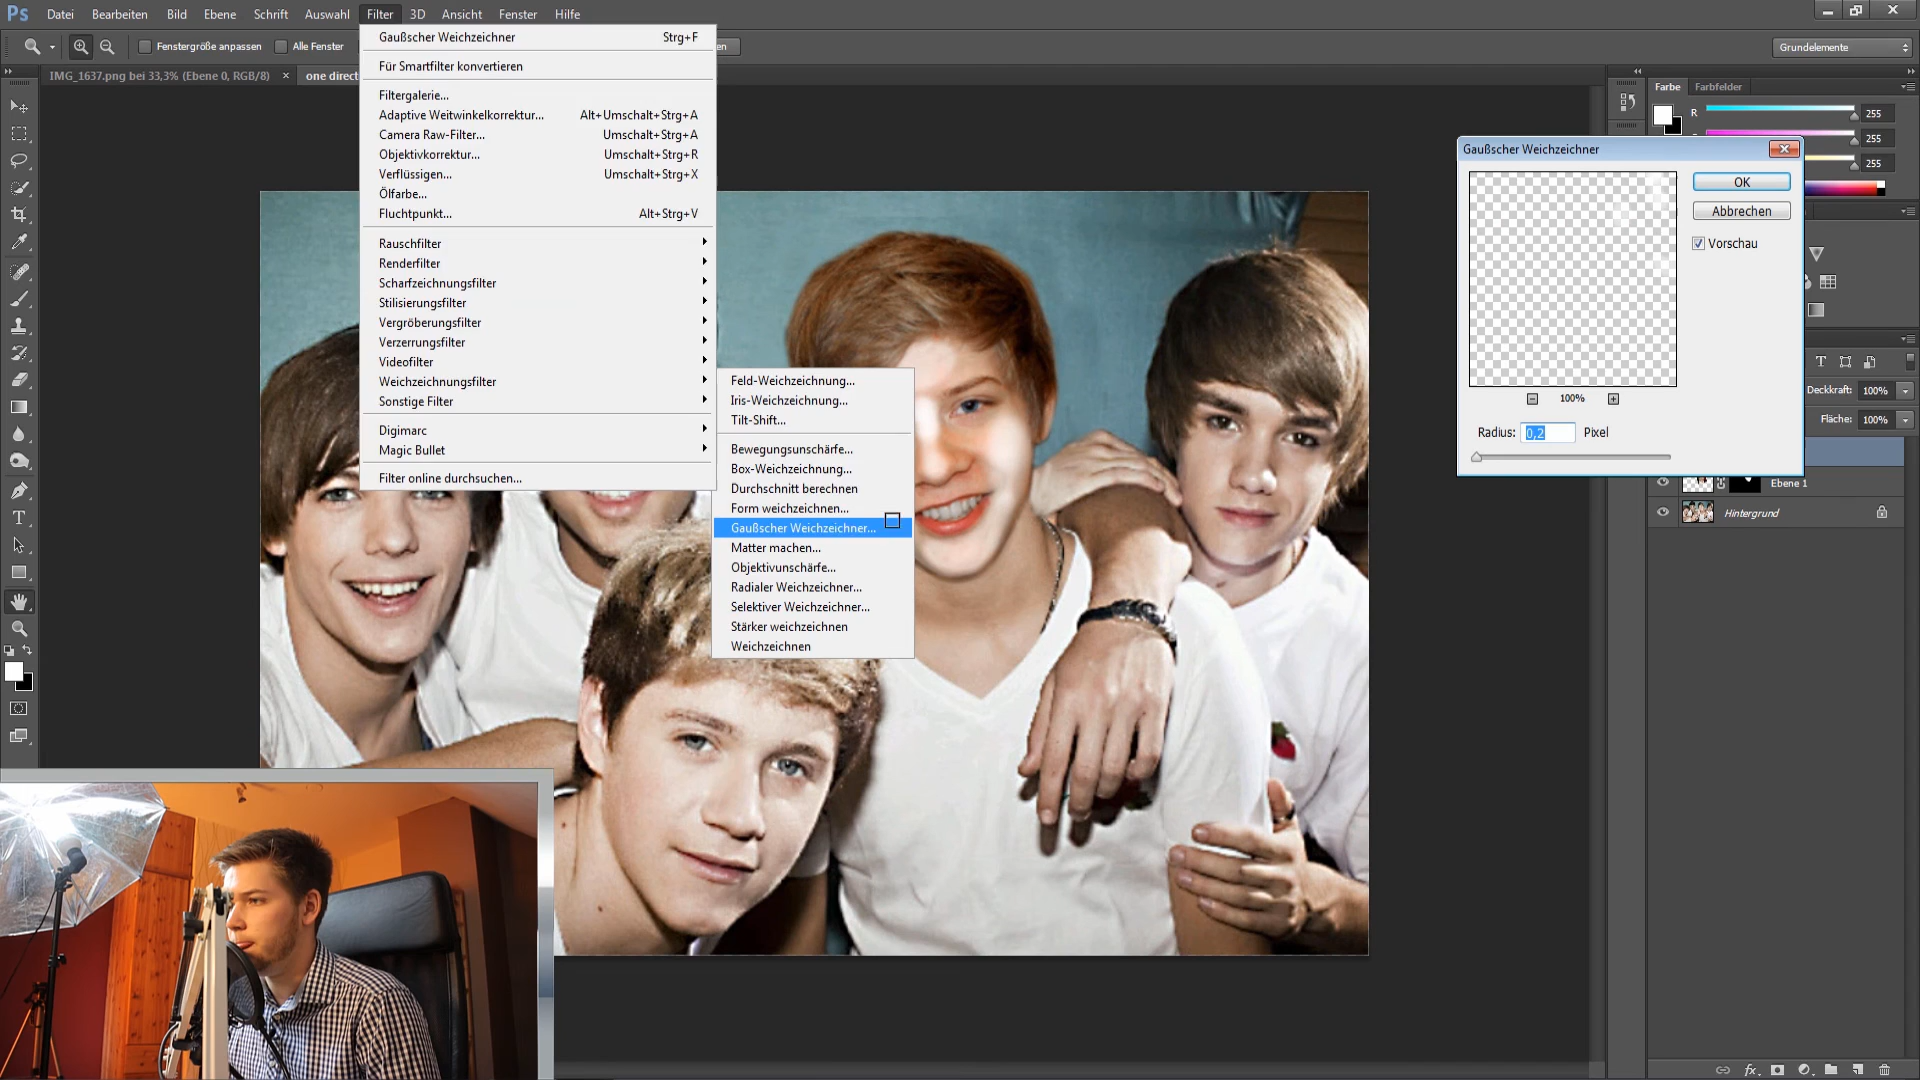 Ps Datei Bearbeiten Bild Ebene Schrift Auswahl Filter 3D Ansicht Fenster Hilfe
Fenstergröße anpassen Alle Fenster en Grundelemente
IMG_1637.png bei 33,3% (Ebene 0, RGB/8) × one direct
Gaußscher Weichzeichner Strg+F
Für Smartfilter konvertieren
Filtergalerie...
Adaptive Weitwinkelkorrektur... Alt+Umschalt+Strg+A
Camera Raw-Filter... Umschalt+Strg+A
Objektivkorrektur... Umschalt+Strg+R
Verflüssigen... Umschalt+Strg+X
Ölfarbe...
Fluchtpunkt... Alt+Strg+V
Rauschfilter
Renderfilter
Scharfzeichnungsfilter
Stilisierungsfilter
Vergröberungsfilter
Verzerrungsfilter
Videofilter
Weichzeichnungsfilter
Sonstige Filter
Digimarc
Magic Bullet
Filter online durchsuchen...
Feld-Weichzeichnung...
Iris-Weichzeichnung...
Tilt-Shift...
Bewegungsunschärfe...
Box-Weichzeichnung...
Durchschnitt berechnen
Form weichzeichnen...
Gaußscher Weichzeichner...
Matter machen...
Objektivunschärfe...
Radialer Weichzeichner...
Selektiver Weichzeichner...
Stärker weichzeichnen
Weichzeichnen
Farbe Farbfelder
R 255
255
255
Gaußscher Weichzeichner
OK
Abbrechen
Vorschau
100%
Radius: 0,2 Pixel
Deckkraft: 100%
Fläche: 100%
Ebene 1
Hintergrund
fx